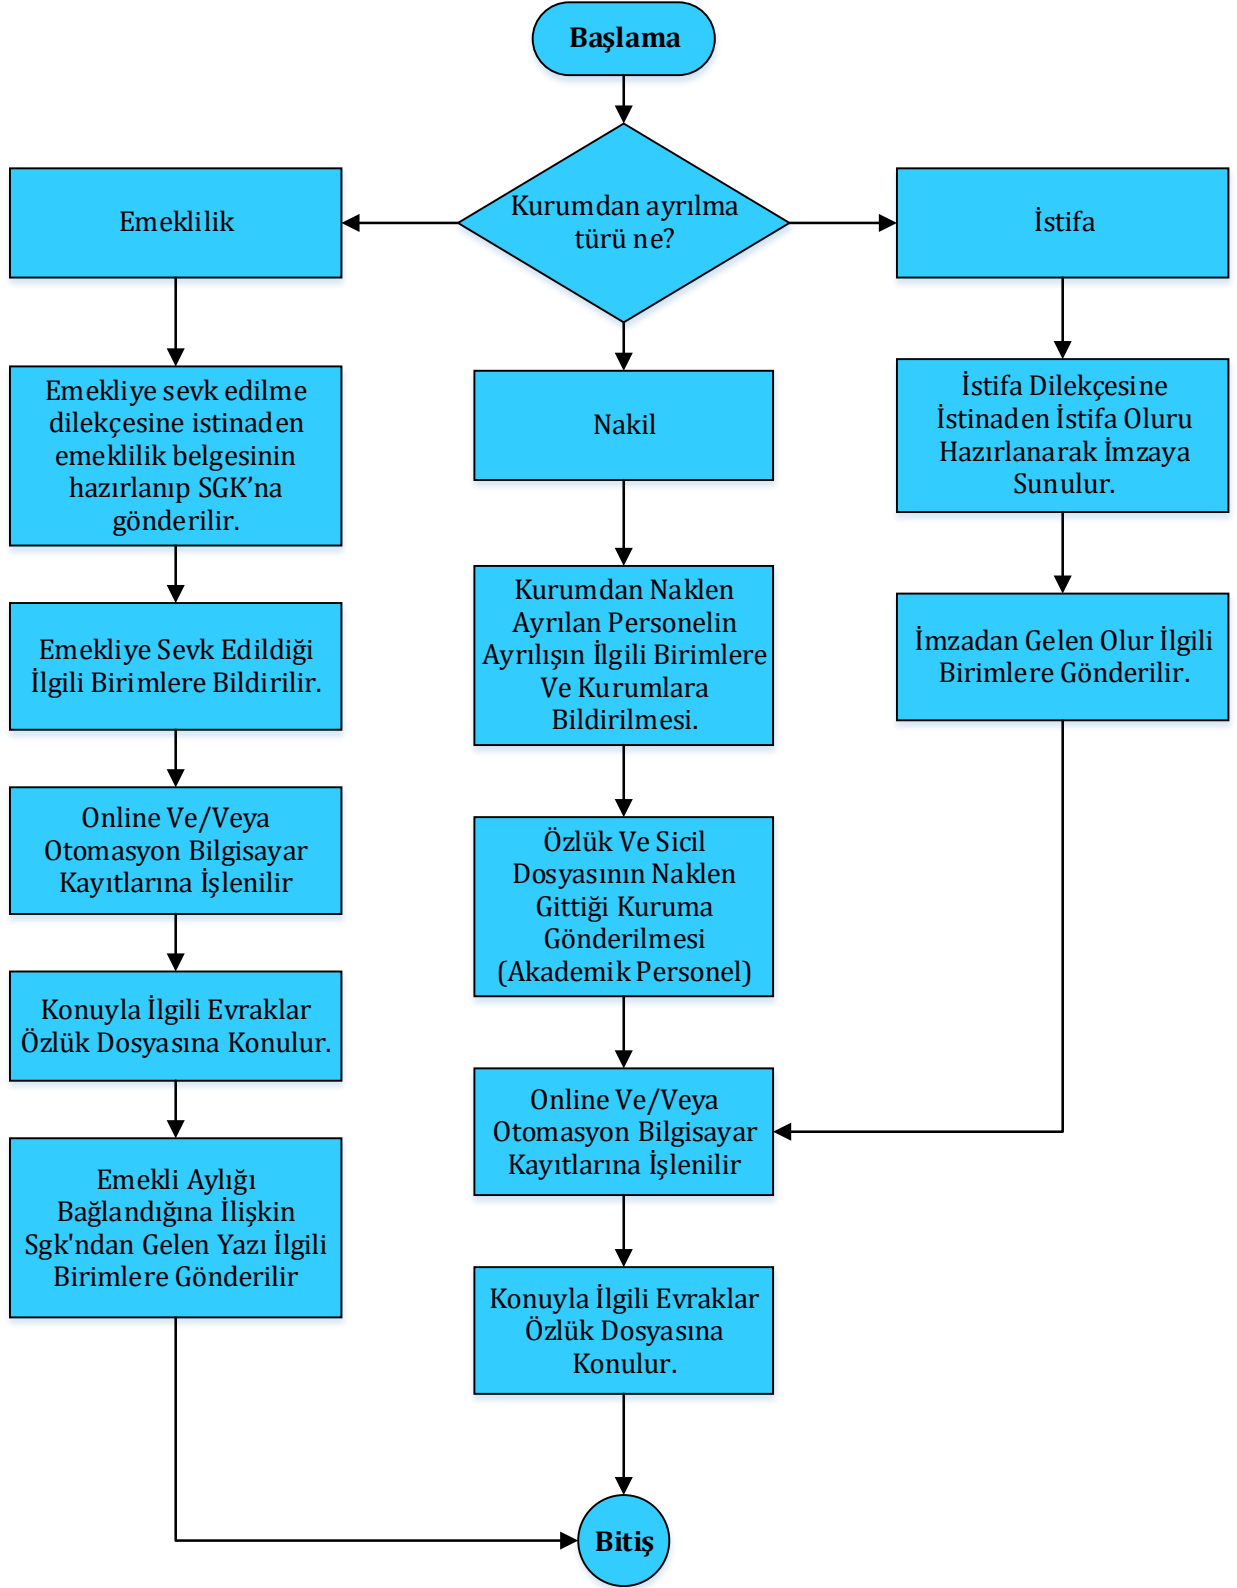 Başlama
Kurumdan ayrılma
türü ne?
Emeklilik
Emekliye sevk edilme
dilekçesine istinaden
emeklilik belgesinin
hazırlanıp SGK’na
gönderilir.
Emekliye Sevk Edildiği
İlgili Birimlere Bildirilir.
Online Ve/Veya
Otomasyon Bilgisayar
Kayıtlarına İşlenilir
Konuyla İlgili Evraklar
Özlük Dosyasına Konulur.
Emekli Aylığı
Bağlandığına İlişkin
Sgk'ndan Gelen Yazı İlgili
Birimlere Gönderilir
Nakil
Kurumdan Naklen
Ayrılan Personelin
Ayrılışın İlgili Birimlere
Ve Kurumlara
Bildirilmesi.
Özlük Ve Sicil
Dosyasının Naklen
Gittiği Kuruma
Gönderilmesi
(Akademik Personel)
Online Ve/Veya
Otomasyon Bilgisayar
Kayıtlarına İşlenilir
Konuyla İlgili Evraklar
Özlük Dosyasına
Konulur.
İstifa
İstifa Dilekçesine
İstinaden İstifa Oluru
Hazırlanarak İmzaya
Sunulur.
İmzadan Gelen Olur İlgili
Birimlere Gönderilir.
Bitiş